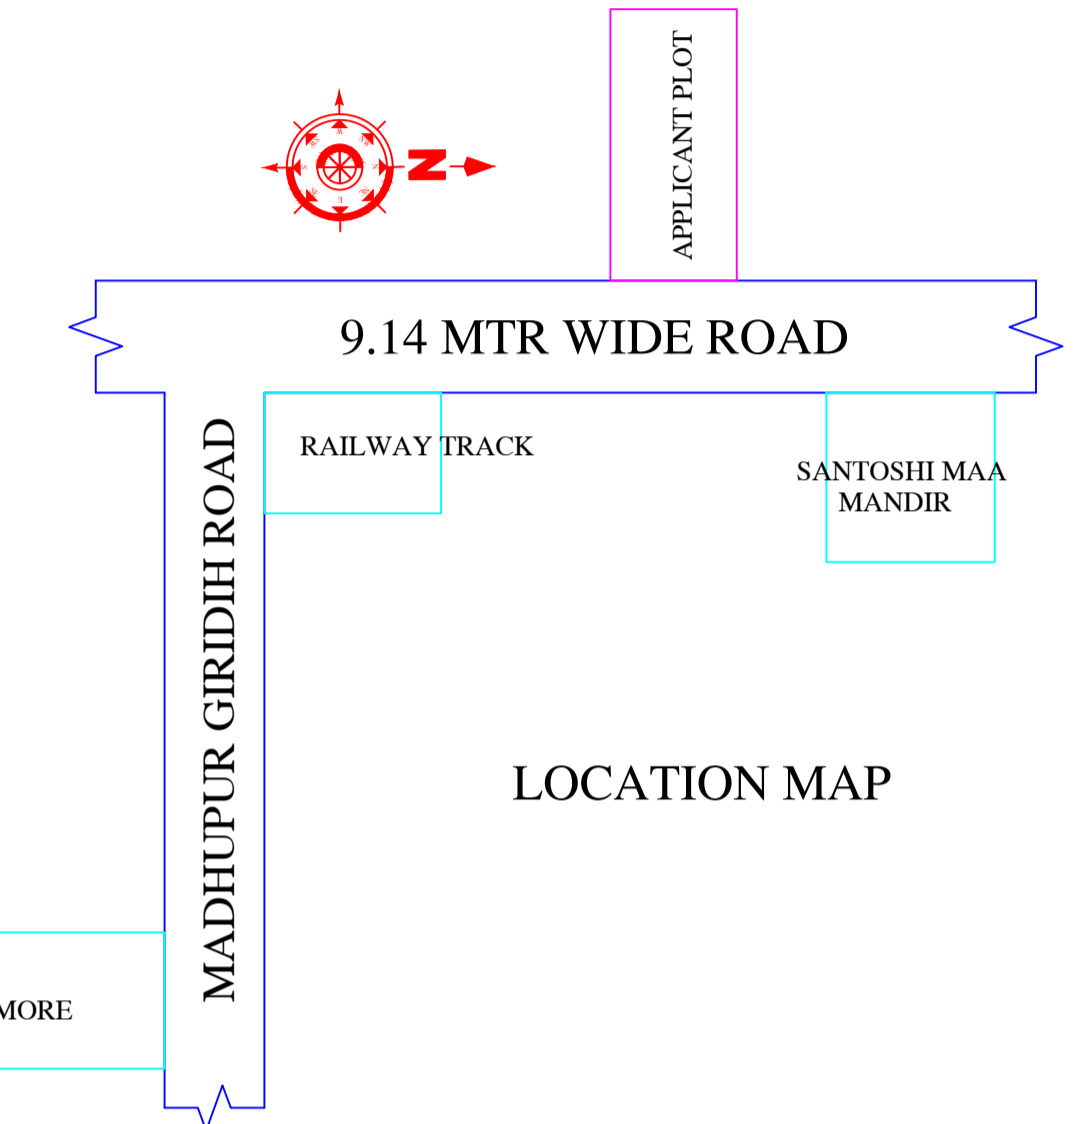 APPLICANT PLOT
W
N
S
E
N
9.14 MTR WIDE ROAD
RAILWAY TRACK
SANTOSHI MAA
MANDIR
MADHUPUR GIRIDIH ROAD
LOCATION MAP
MORE